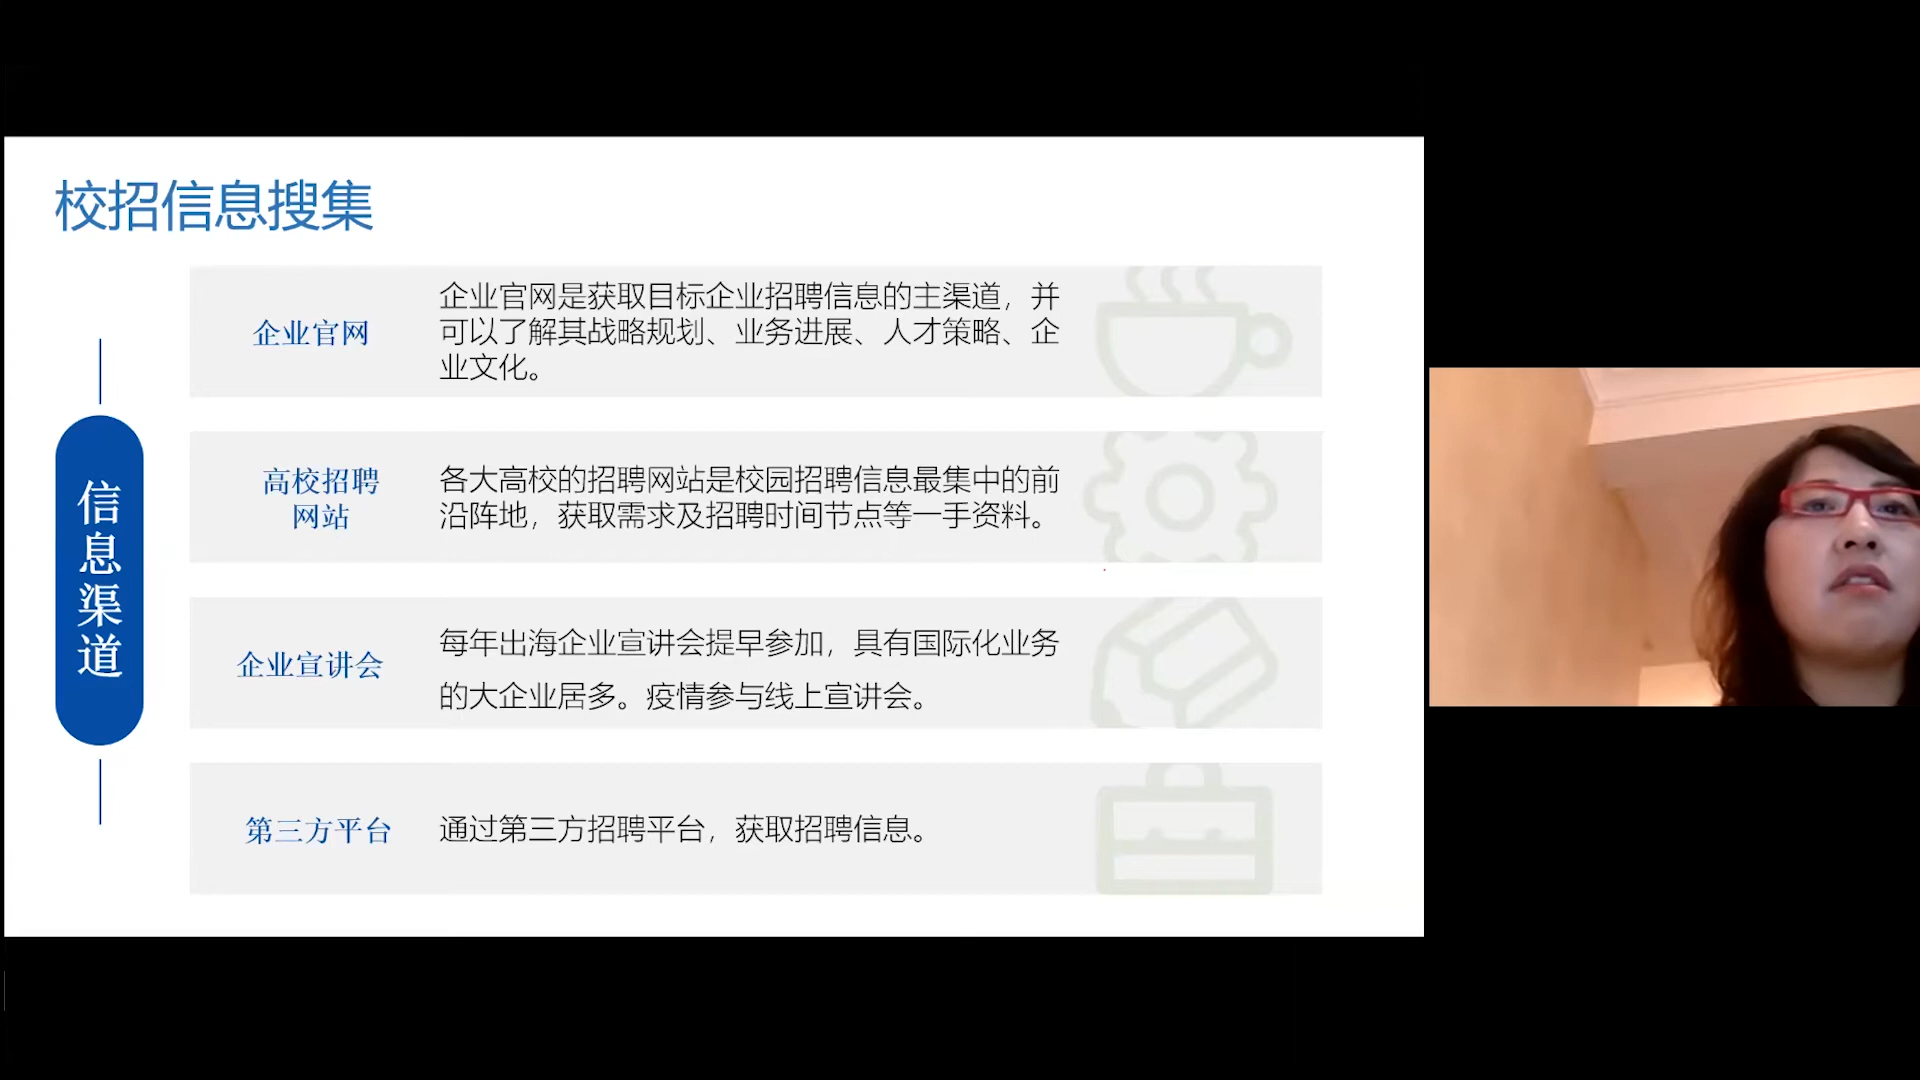 校招信息搜集
信息渠道
企业官网
企业官网是获取目标企业招聘信息的主渠道，并
可以了解其战略规划、业务进展、人才策略、企
业文化。
高校招聘
网站
各大高校的招聘网站是校园招聘信息最集中的前
沿阵地，获取需求及招聘时间节点等一手资料。
企业宣讲会
每年出海企业宣讲会提早参加，具有国际化业务
的大企业居多。疫情参与线上宣讲会。
第三方平台
通过第三方招聘平台，获取招聘信息。